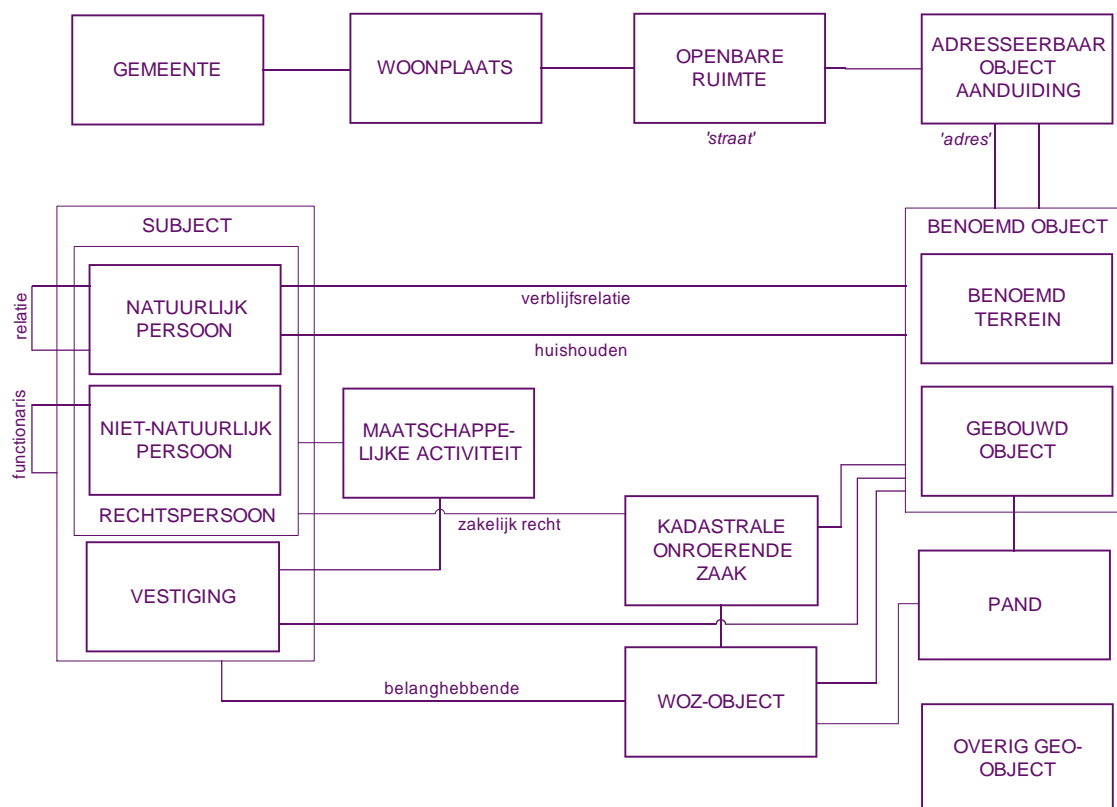 GEMEENTE
WOONPLAATS
OPENBARE
RUIMTE
'straat'
ADRESSEERBAAR
OBJECT
AANDUIDING
'adres'
SUBJECT
BENOEMD OBJECT
relatie
NATUURLIJK
PERSOON
verblijfsrelatie
huishouden
BENOEMD
TERREIN
functionaris
NIET-NATUURLIJK
PERSOON
MAATSCHAPPE-
LIJKE ACTIVITEIT
GEBOUWD
OBJECT
RECHTSPERSOON
zakelijk recht
KADASTRALE
ONROERENDE
ZAAK
VESTIGING
PAND
belanghebbende
WOZ-OBJECT
OVERIG GEO-
OBJECT